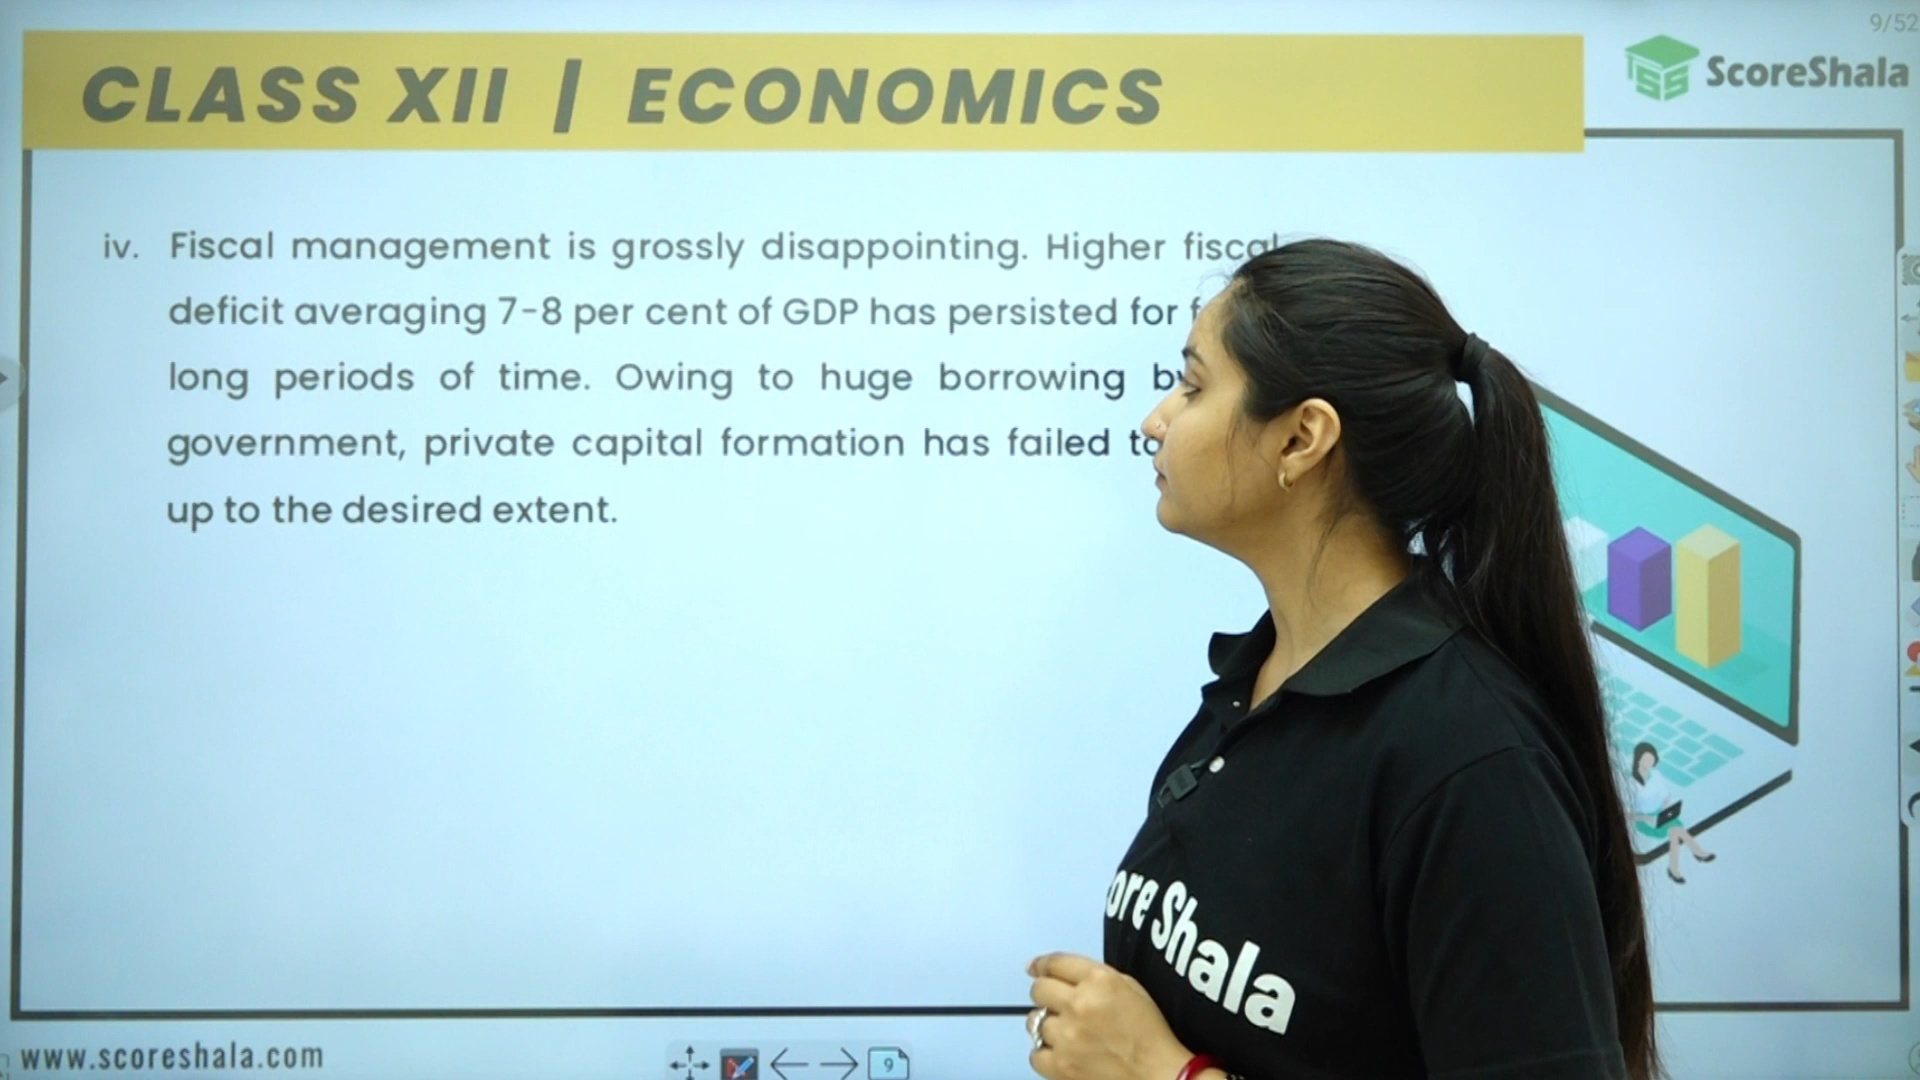 9/52
CLASS XII | ECONOMICS
ScoreShala
iv. Fiscal management is grossly disappointing. Higher fiscal
deficit averaging 7-8 per cent of GDP has persisted for
long periods of time. Owing to huge borrowing by
government, private capital formation has failed to
up to the desired extent.
ore Shala
www.scoreshala.com
9